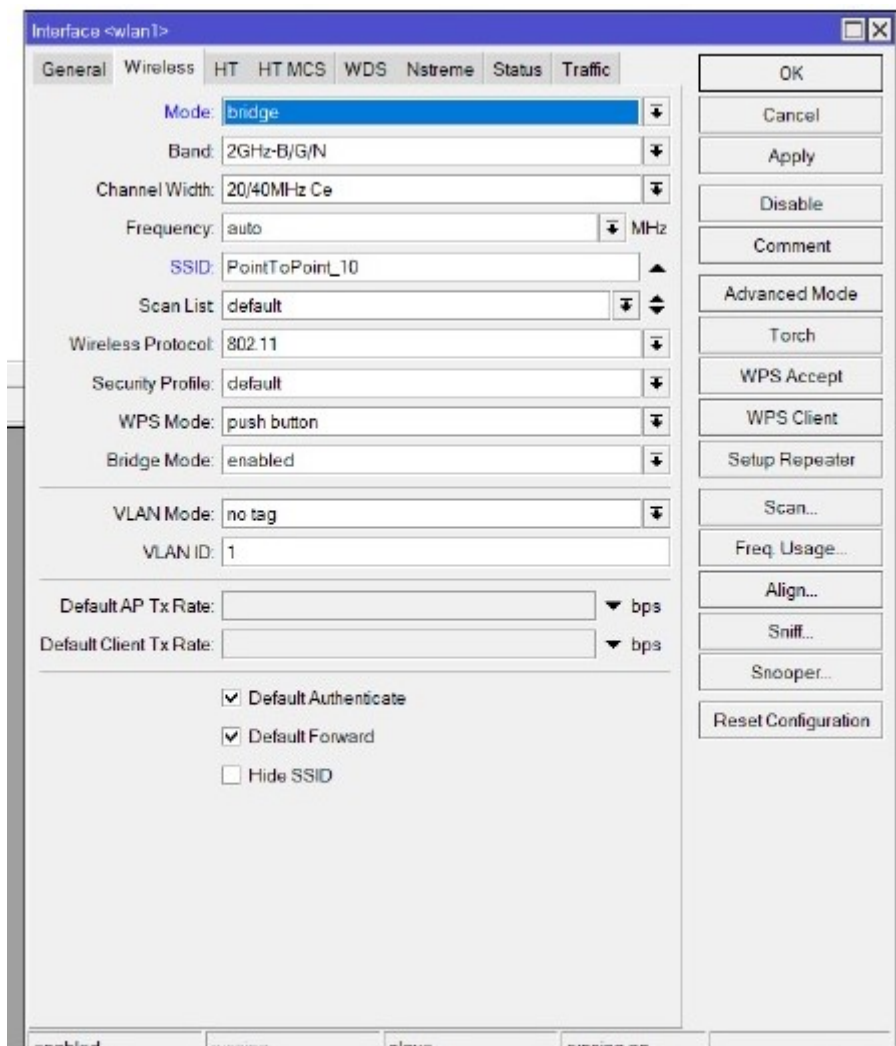 Interface <wlan1>
General Wireless HT HT MCS WDS Nstreme Status Traffic
OK
Mode: bridge
Cancel
Band: 2GHz-B/G/N
Apply
Channel Width: 20/40MHz Ce
Disable
Frequency: auto MHz
Comment
SSID: PointToPoint_10
Advanced Mode
Scan List: default
Torch
Wireless Protocol: 802.11
WPS Accept
Security Profile: default
WPS Client
WPS Mode: push button
Setup Repeater
Bridge Mode: enabled
Scan...
VLAN Mode: no tag
Freq. Usage...
VLAN ID: 1
Align...
Default AP Tx Rate: bps
Sniff...
Default Client Tx Rate: bps
Snooper...
Default Authenticate
Reset Configuration
Default Forward
Hide SSID
enabled